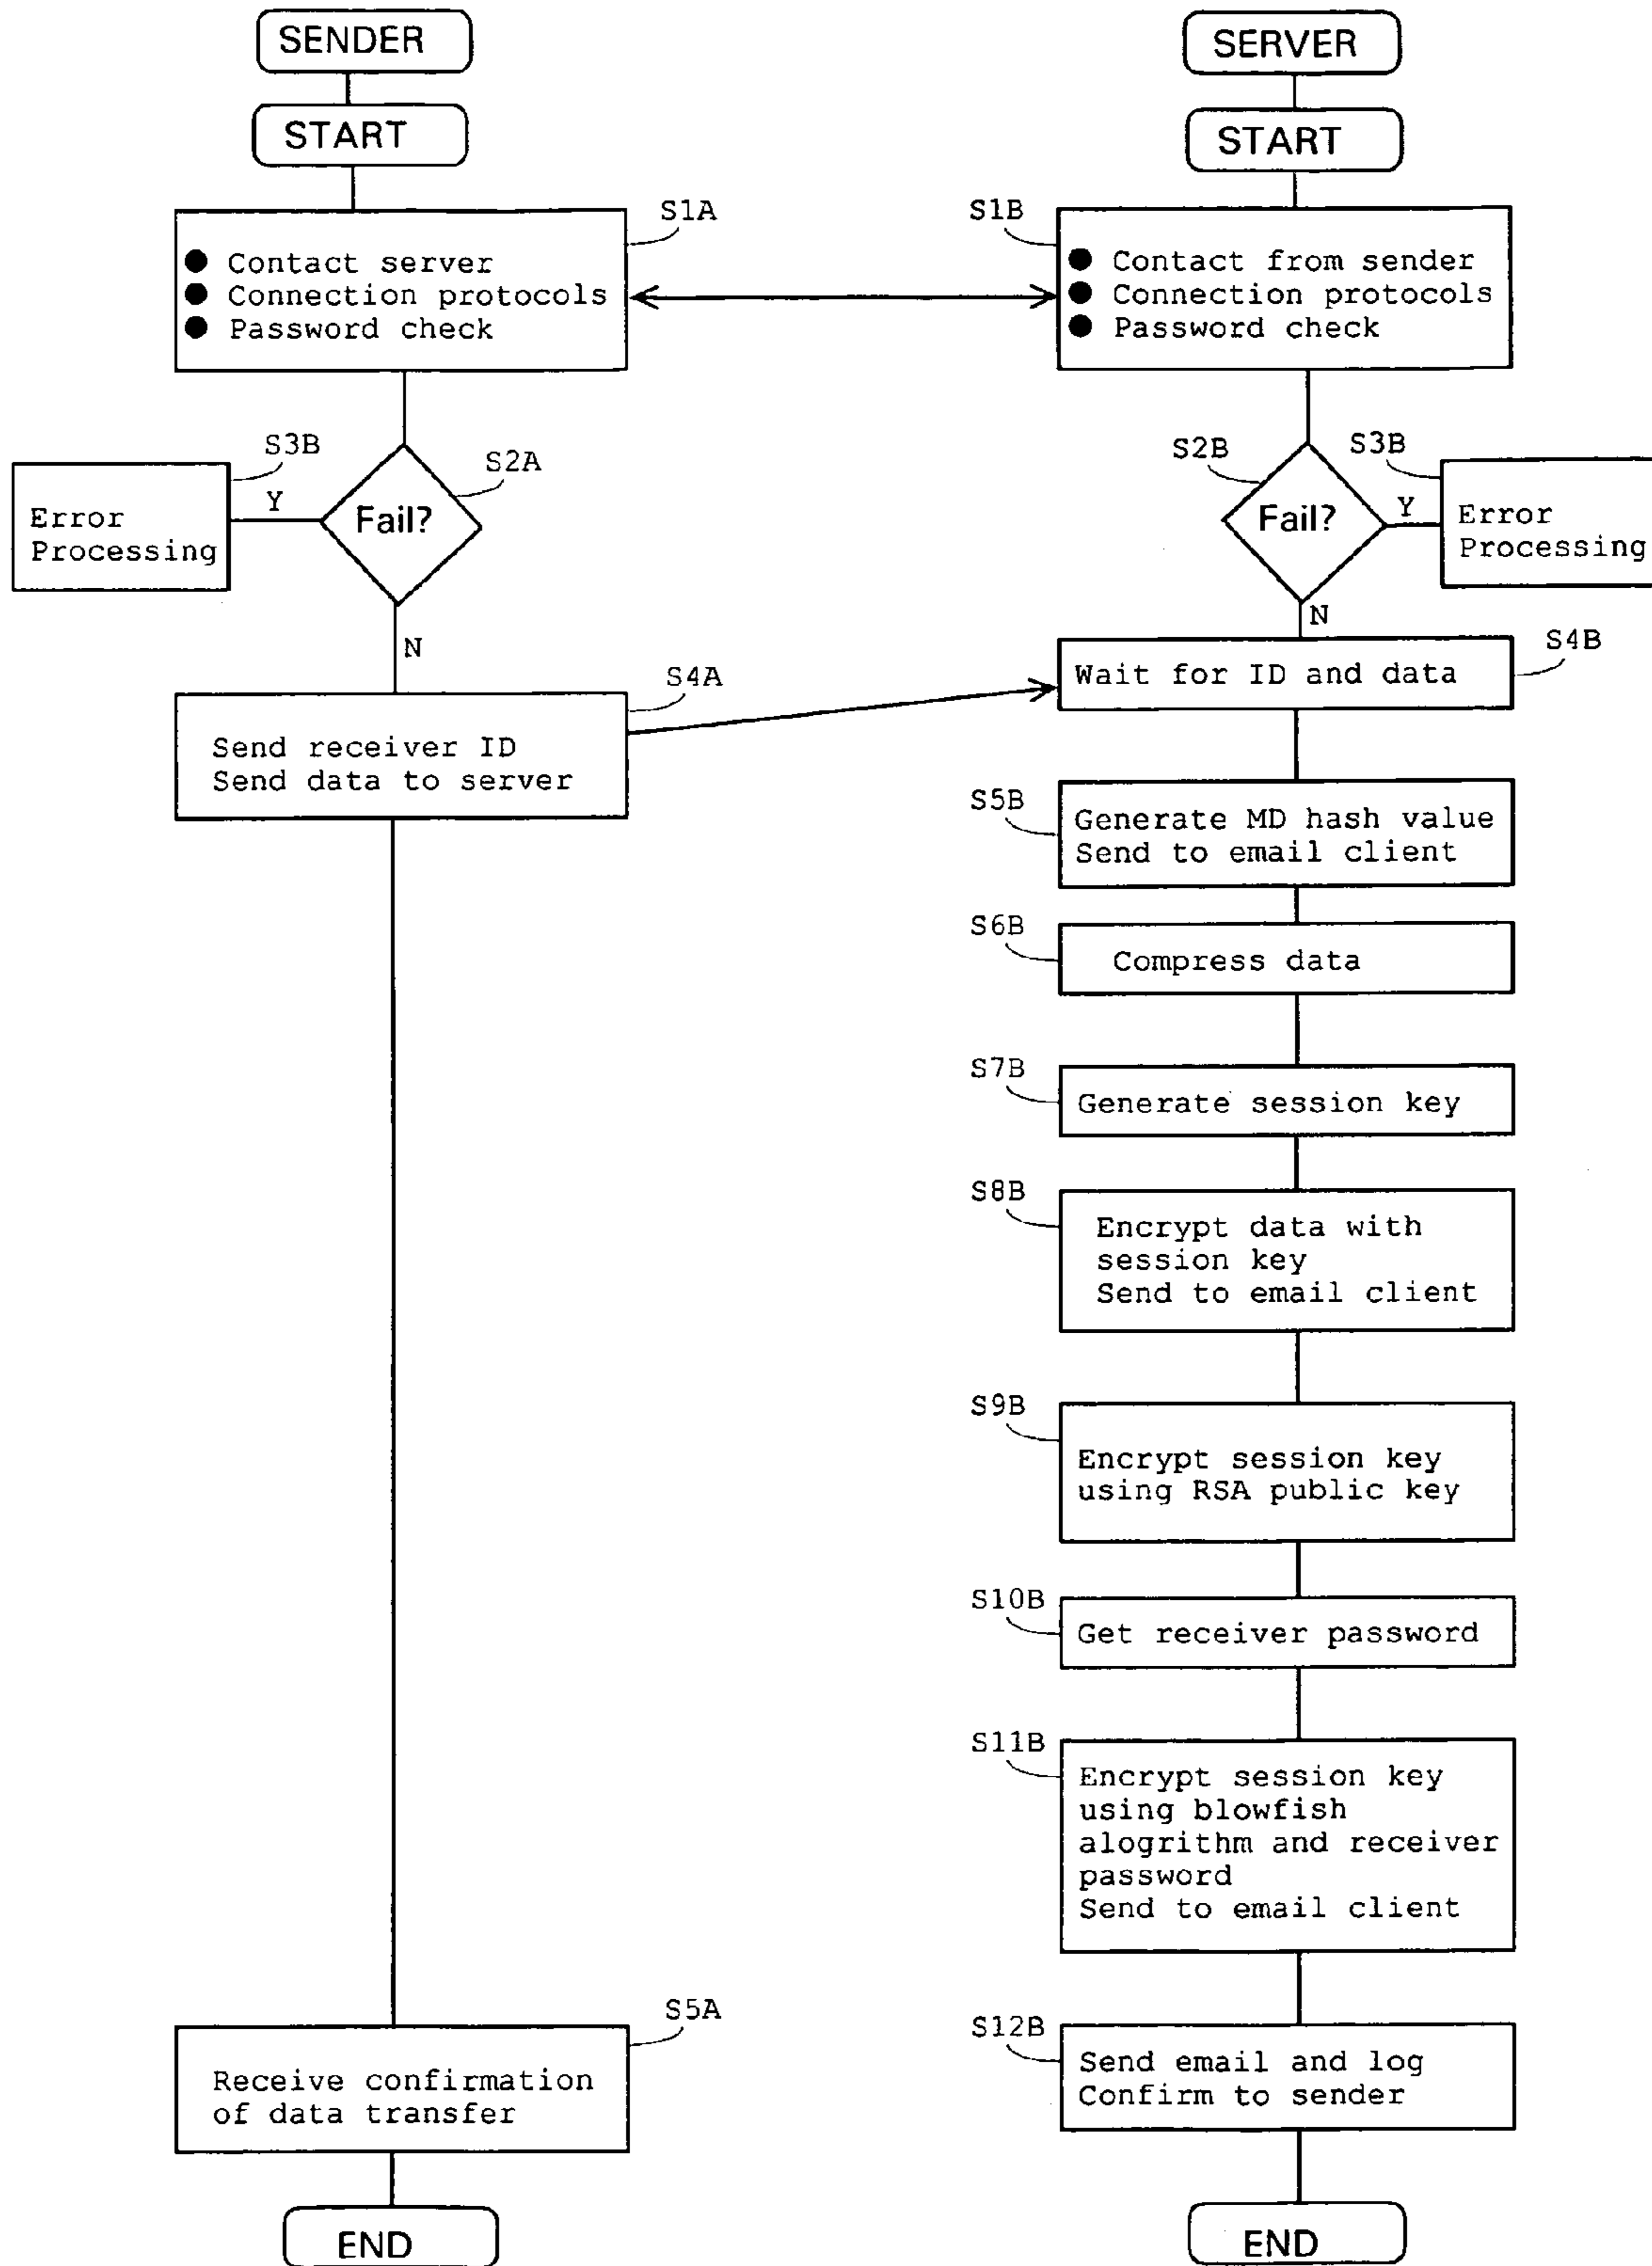 SENDER
START
S1A
● Contact server
● Connection protocols
● Password check
S2A
Fail?
Y
S3B
Error
Processing
N
S4A
Send receiver ID
Send data to server
S5A
Receive confirmation
of data transfer
END
SERVER
START
S1B
● Contact from sender
● Connection protocols
● Password check
S2B
Fail?
Y
S3B
Error
Processing
N
S4B
Wait for ID and data
S5B
Generate MD hash value
Send to email client
S6B
Compress data
S7B
Generate session key
S8B
Encrypt data with
session key
Send to email client
S9B
Encrypt session key
using RSA public key
S10B
Get receiver password
S11B
Encrypt session key
using blowfish
alogrithm and receiver
password
Send to email client
S12B
Send email and log
Confirm to sender
END